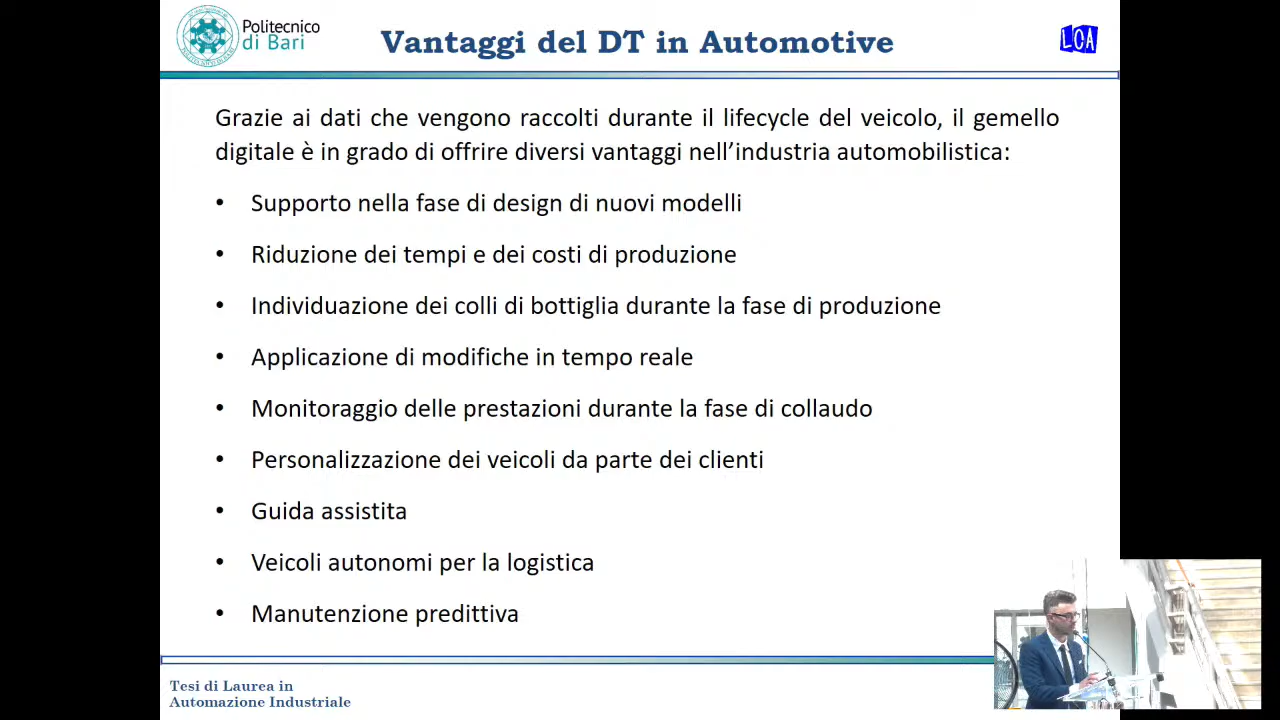 Politecnico
di Bari
Vantaggi del DT in Automotive
LCA
Grazie ai dati che vengono raccolti durante il lifecycle del veicolo, il gemello
digitale è in grado di offrire diversi vantaggi nell’industria automobilistica:
• Supporto nella fase di design di nuovi modelli
• Riduzione dei tempi e dei costi di produzione
• Individuazione dei colli di bottiglia durante la fase di produzione
• Applicazione di modifiche in tempo reale
• Monitoraggio delle prestazioni durante la fase di collaudo
• Personalizzazione dei veicoli da parte dei clienti
• Guida assistita
• Veicoli autonomi per la logistica
• Manutenzione predittiva
Tesi di Laurea in
Automazione Industriale